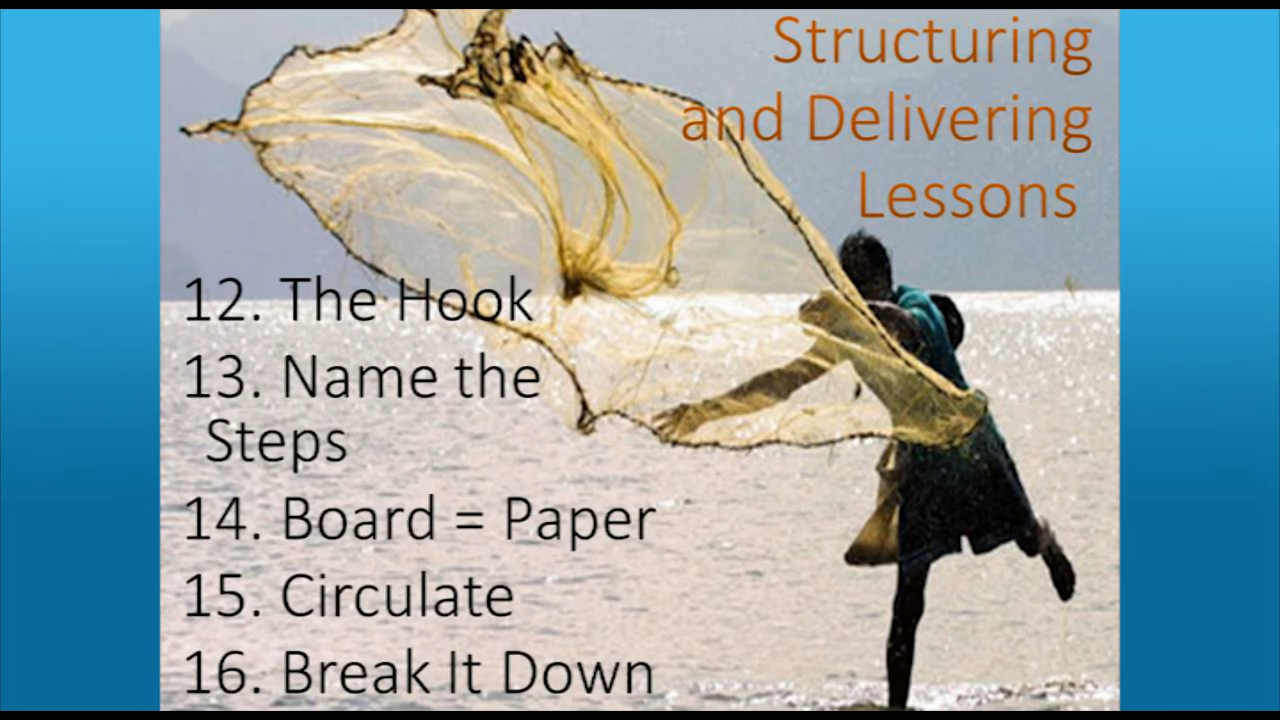 Structuring
and Delivering
Lessons
12. The Hook
13. Name the
Steps
14. Board = Paper
15. Circulate
16. Break It Down